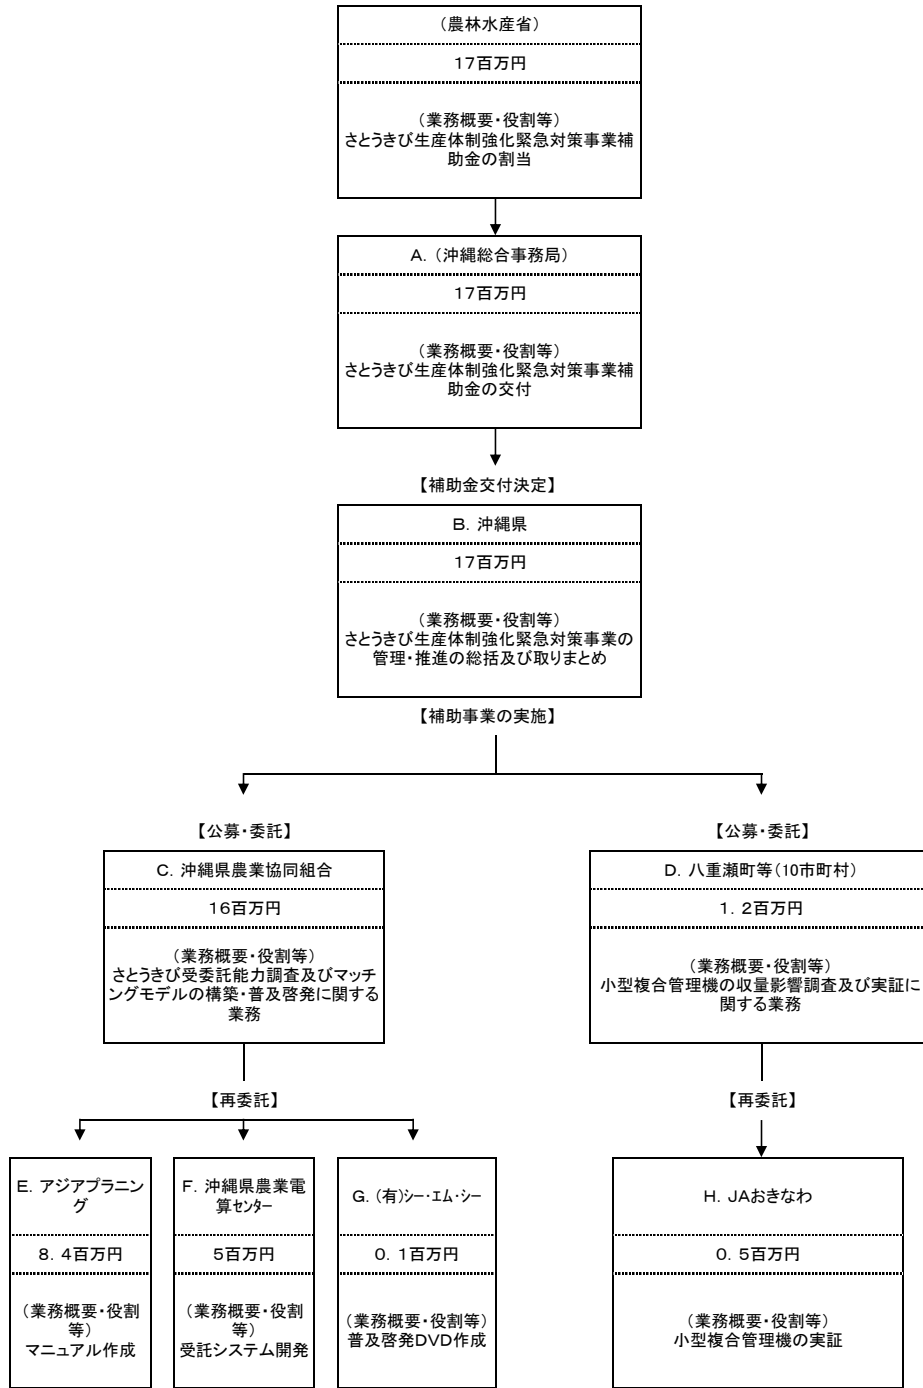 (農林水産省)
17百万円
(業務概要・役割等)
さとうきび生産体制強化緊急対策事業補
助金の割当
A. (沖縄総合事務局)
17百万円
(業務概要・役割等)
さとうきび生産体制強化緊急対策事業補
助金の交付
【補助金交付決定】
B. 沖縄県
17百万円
(業務概要・役割等)
さとうきび生産体制強化緊急対策事業の
管理・推進の総括及び取りまとめ
【補助事業の実施】
【公募・委託】
C. 沖縄県農業協同組合
16百万円
(業務概要・役割等)
さとうきび受委託能力調査及びマッチ
ングモデルの構築・普及啓発に関する
業務
【公募・委託】
D. 八重瀬町等(10市町村)
1. 2百万円
(業務概要・役割等)
小型複合管理機の収量影響調査及び実証に
関する業務
【再委託】
E. アジアプラニン
グ
8. 4百万円
(業務概要・役割
等)
マニュアル作成
F. 沖縄県農業電
算センター
5百万円
(業務概要・役割
等)
受託システム開発
G. (有)シー・エム・シー
0. 1百万円
(業務概要・役割等)
普及啓発DVD作成
【再委託】
H. JAおきなわ
0. 5百万円
(業務概要・役割等)
小型複合管理機の実証